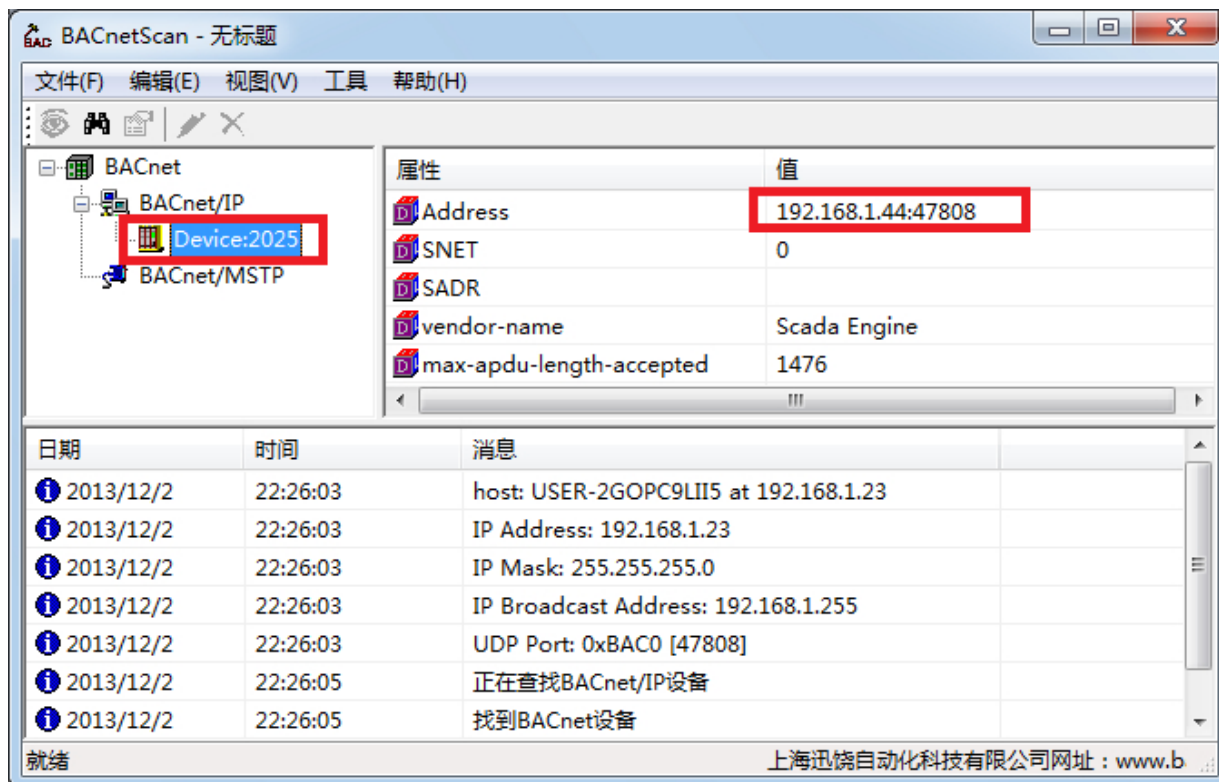 BACnetScan - 无标题
文件(F) 编辑(E) 视图(V) 工具 帮助(H)
BACnet
BACnet/IP
Device:2025
BACnet/MSTP
属性 值
Address 192.168.1.44:47808
SNET 0
SADR
vendor-name Scada Engine
max-apdu-length-accepted 1476
日期 时间 消息
2013/12/2 22:26:03 host: USER-2GOPC9LII5 at 192.168.1.23
2013/12/2 22:26:03 IP Address: 192.168.1.23
2013/12/2 22:26:03 IP Mask: 255.255.255.0
2013/12/2 22:26:03 IP Broadcast Address: 192.168.1.255
2013/12/2 22:26:03 UDP Port: 0xBAC0 [47808]
2013/12/2 22:26:05 正在查找BACnet/IP设备
2013/12/2 22:26:05 找到BACnet设备
就绪 上海迅饶自动化科技有限公司网址：www.b